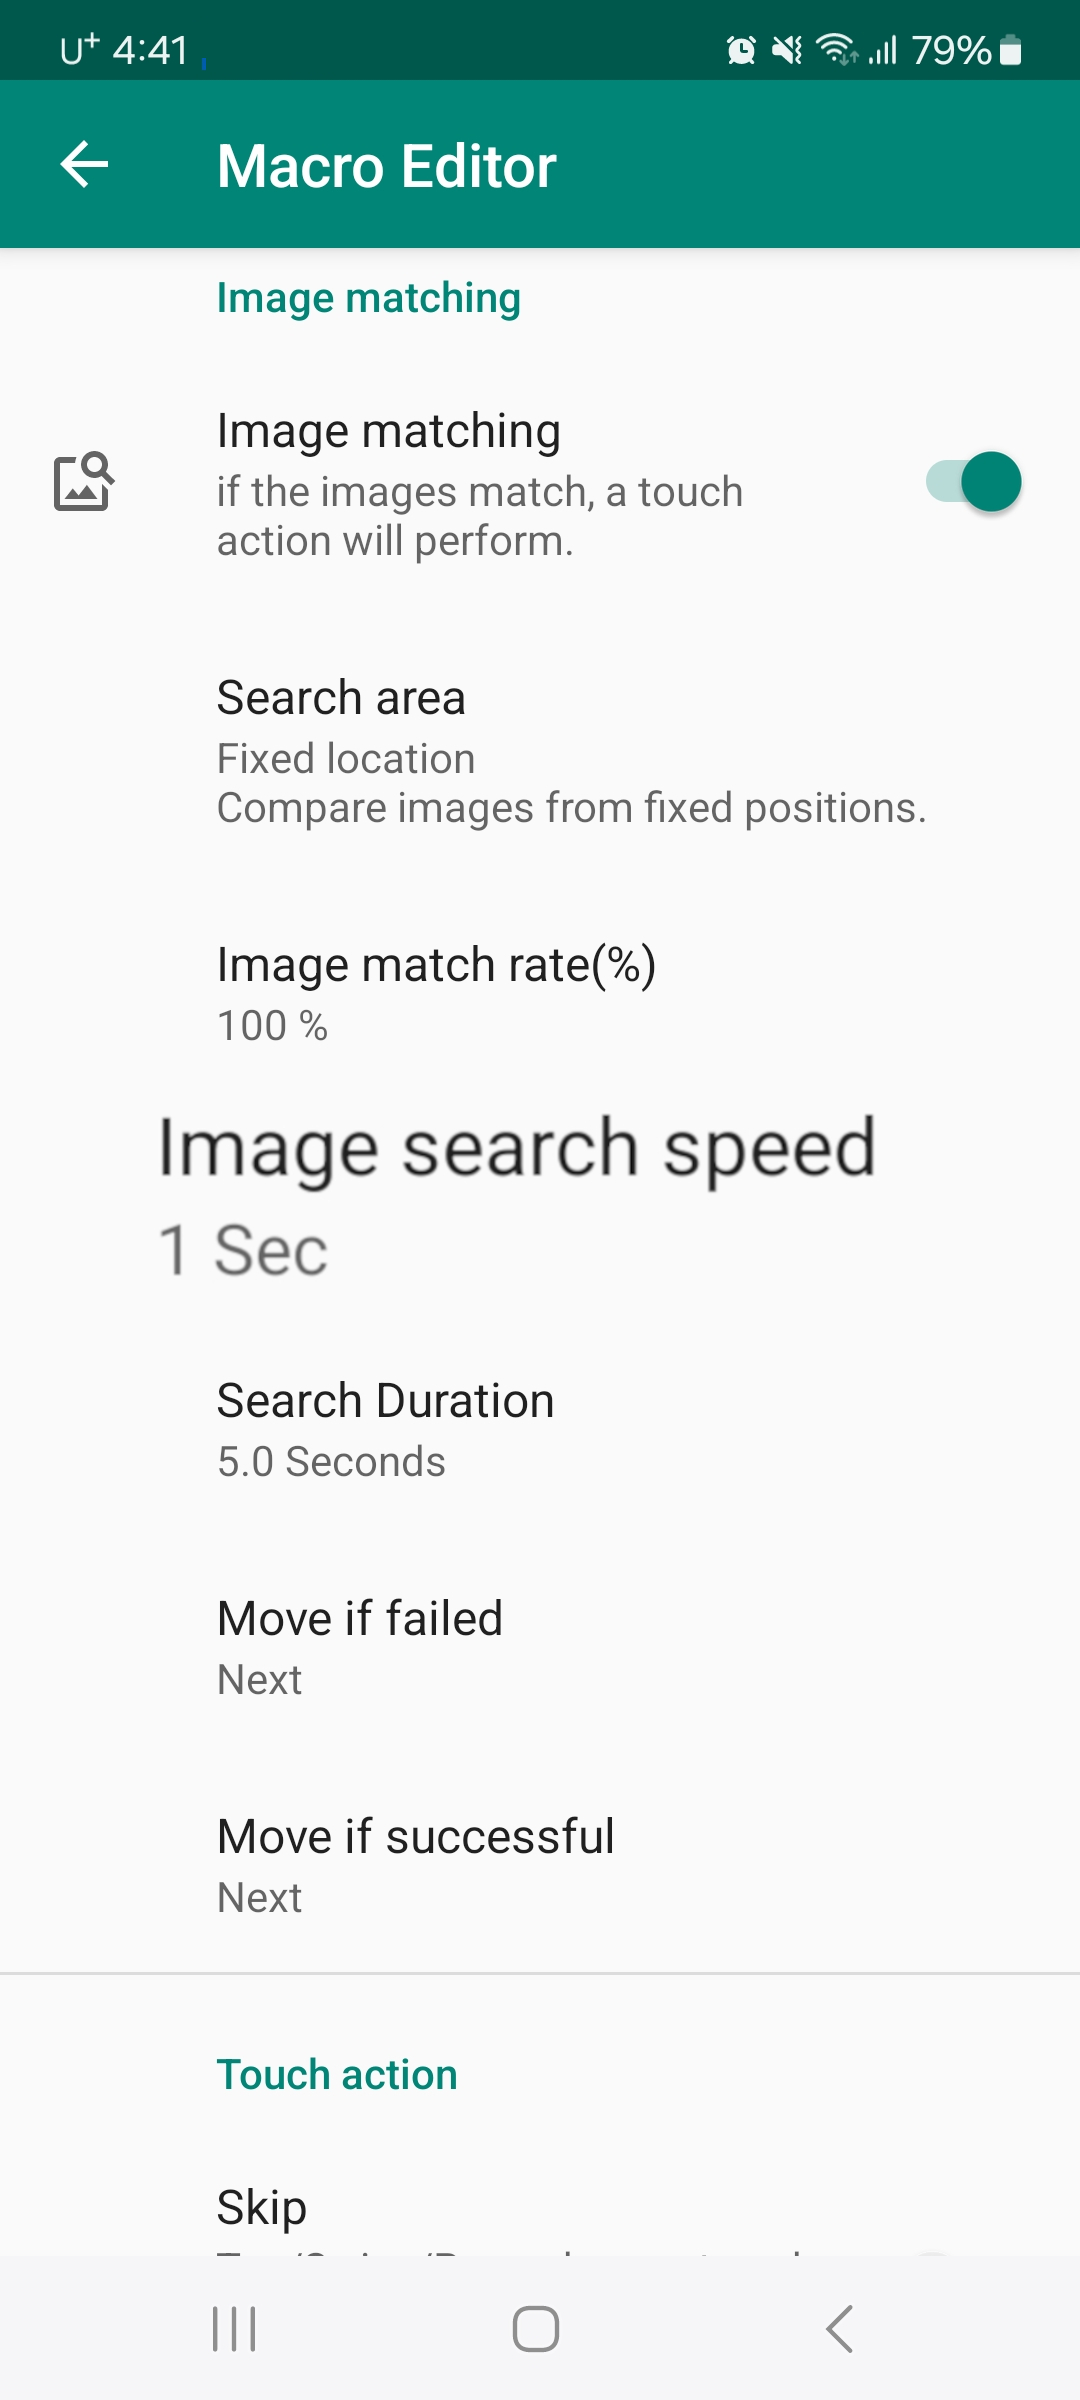 U+ 4:41 79%
Macro Editor
Image matching
Image matching
if the images match, a touch
action will perform.
Search area
Fixed location
Compare images from fixed positions.
Image match rate(%)
100 %
Image search speed
1 Sec
Search Duration
5.0 Seconds
Move if failed
Next
Move if successful
Next
Touch action
Skip